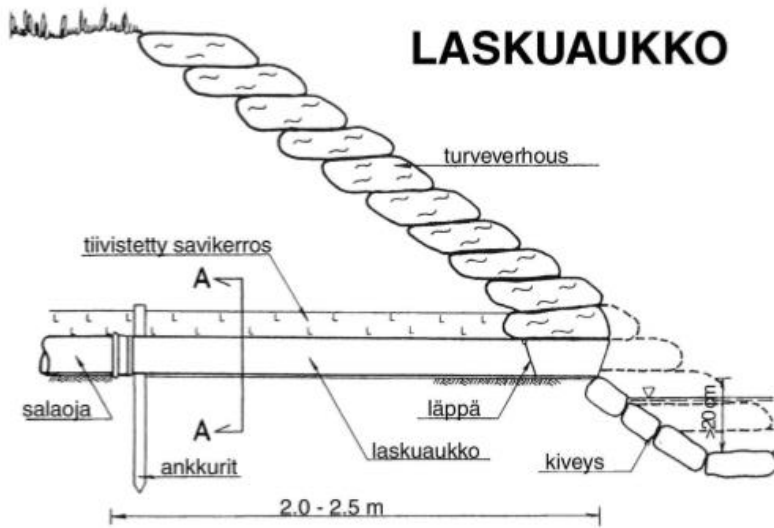 LASKUAUKKO
turveverhous
tiivistetty savikerros
A
salaoja
läppä
>20 cm
A
laskuaukko
kiveys
ankkurit
2.0 - 2.5 m